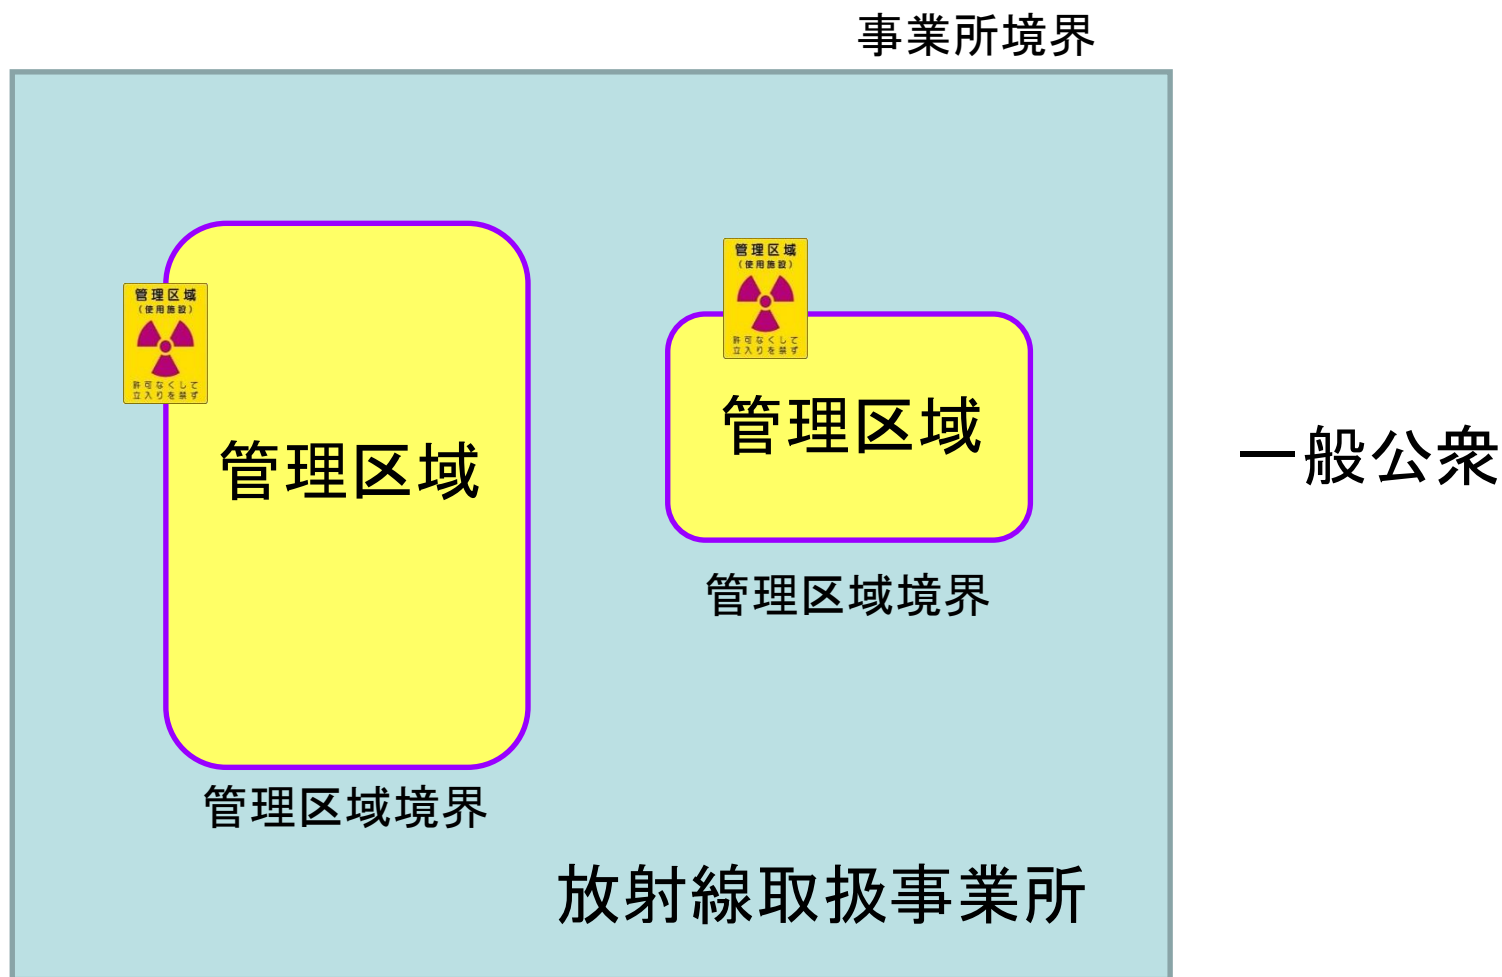 事業所境界
管理区域
(使用施設)
許可なくして
立入りを禁ず
管理区域
(使用施設)
許可なくして
立入りを禁ず
管理区域
管理区域
一般公衆
管理区域境界
管理区域境界
放射線取扱事業所